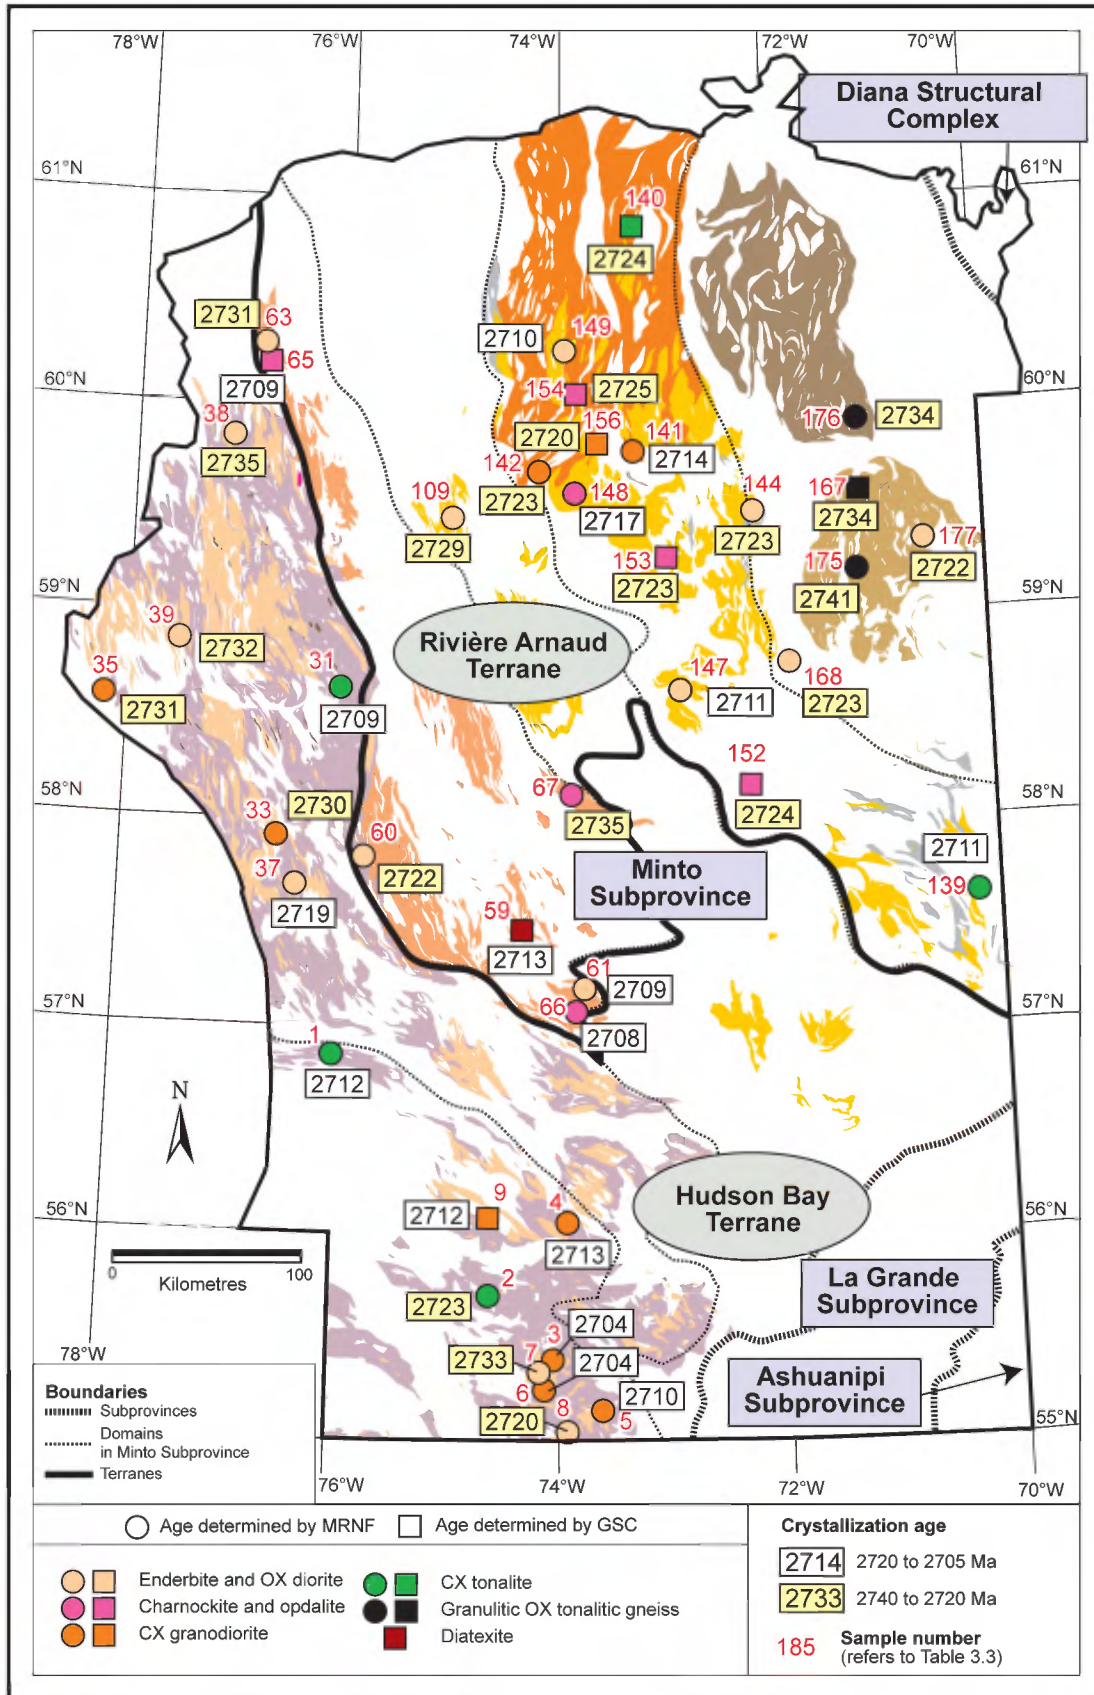 78°W 76°W 74°W 72°W 70°W
Diana Structural
Complex
61°N
61°N
140
2724
2731
63
65
2709
2710
149
154
2725
60°N
60°N
38
2735
2720
156
141
2714
176
2734
142
2723
148
2717
109
2729
144
2723
167
2734
177
2722
175
2741
153
2723
59°N
59°N
39
2732
35
2731
31
2709
Rivière Arnaud
Terrane
147
2711
168
2723
152
2724
58°N
58°N
67
2735
2730
33
60
2722
37
2719
2711
139
Minto
Subprovince
59
2713
61
2709
66
2708
57°N
57°N
1
2712
N
Hudson Bay
Terrane
56°N
56°N
9
2712
4
2713
0 100
Kilometres
2
2723
La Grande
Subprovince
2704
3
7
2733
2704
6
2710
5
8
2720
Ashuanipi
Subprovince
55°N
78°W
76°W 74°W 72°W 70°W
Boundaries
Subprovinces
Domains
in Minto Subprovince
Terranes
Age determined by MRNF
Age determined by GSC
Enderbite and OX diorite
Charnockite and opdalite
CX granodiorite
CX tonalite
Granulitic OX tonalitic gneiss
Diatexite
Crystallization age
2714 2720 to 2705 Ma
2733 2740 to 2720 Ma
185 Sample number
(refers to Table 3.3)